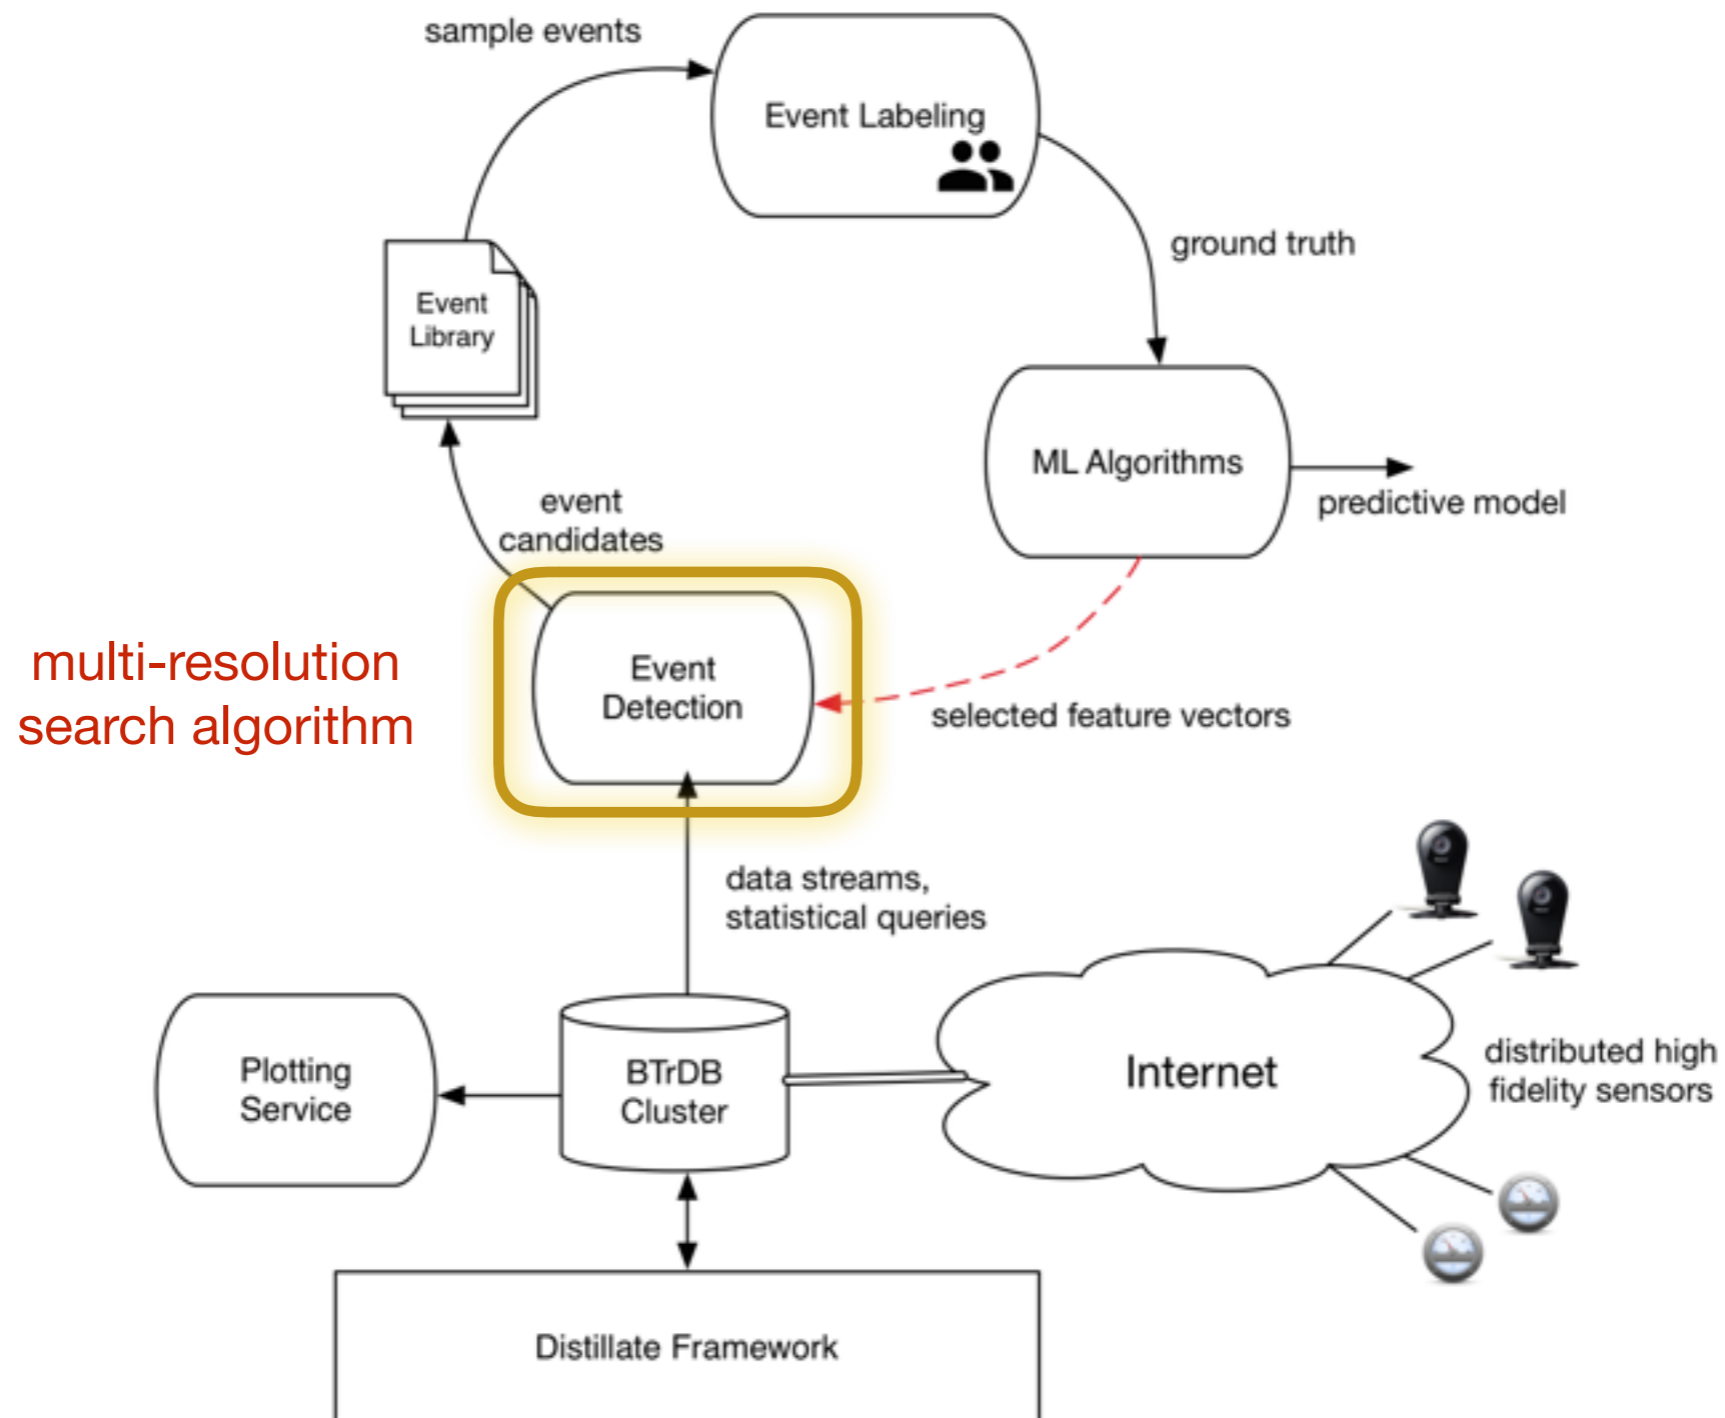 sample events
Event Labeling
ground truth
Event
Library
ML Algorithms
predictive model
event
candidates
multi-resolution
search algorithm
Event
Detection
selected feature vectors
data streams,
statistical queries
Plotting
Service
BTrDB
Cluster
Internet
distributed high
fidelity sensors
Distillate Framework